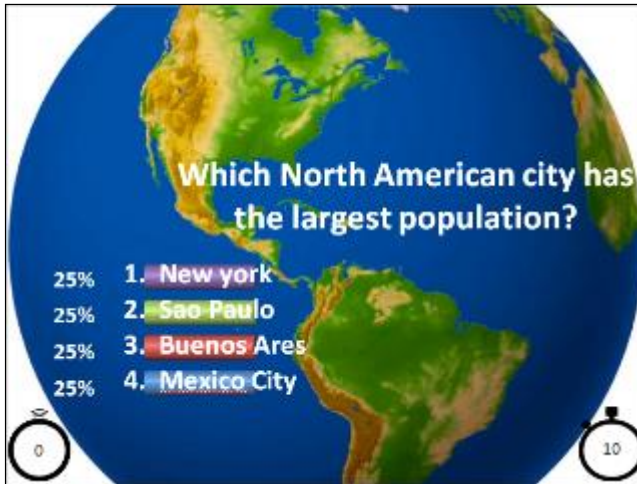 Which North American city has
the largest population?
25% 1. New york
25% 2. Sao Paulo
25% 3. Buenos Ares
25% 4. Mexico City
0
10